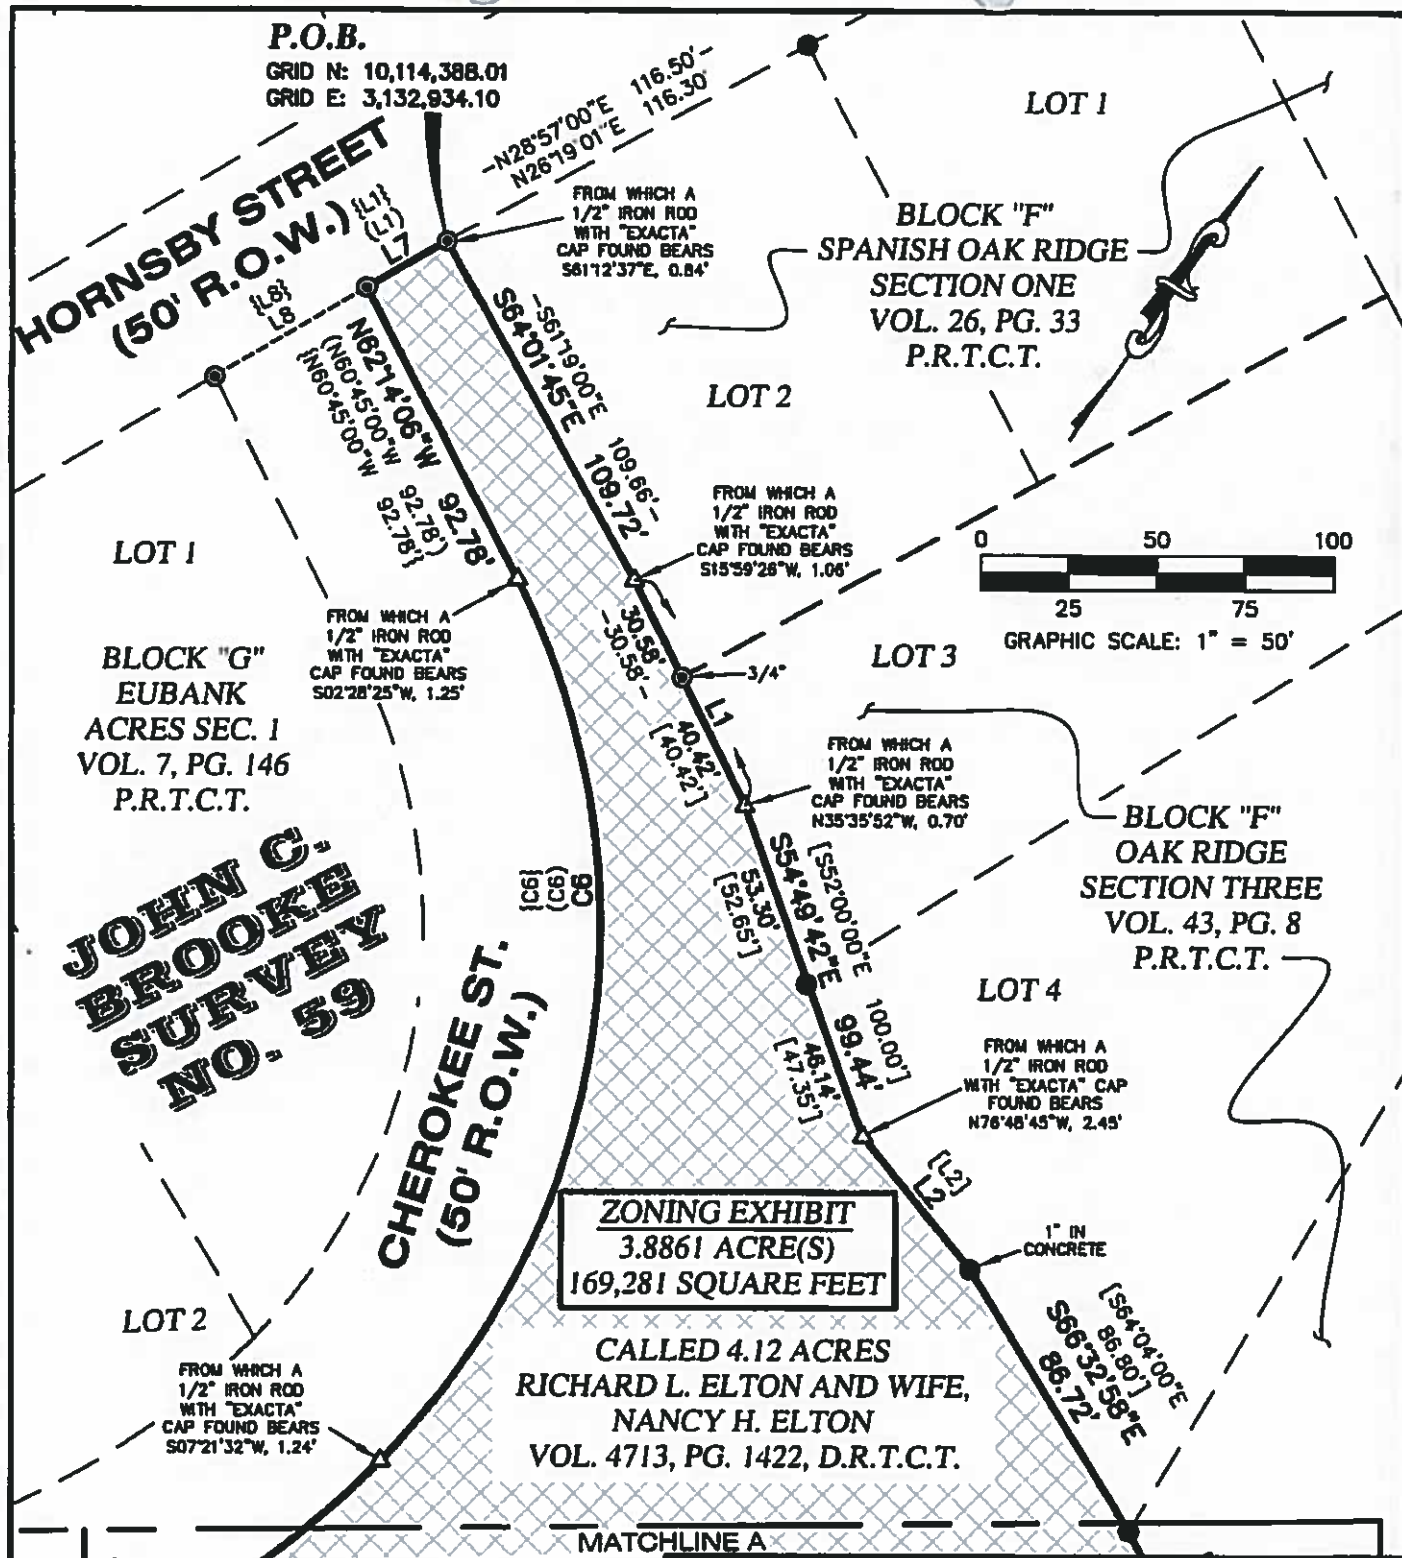 P.O.B.
GRID N: 10,114,388.01
GRID E: 3,132,934.10
HORNSBY STREET
(50' R.O.W.)
{L1}
(L1)
L7
{L8}
L8
-N28°57'00"E 116.50'-
N26°19'01"E 116.30'
FROM WHICH A
1/2" IRON ROD
WITH "EXACTA"
CAP FOUND BEARS
S61°12'37"E, 0.84'
LOT 1
BLOCK "F"
SPANISH OAK RIDGE
SECTION ONE
VOL. 26, PG. 33
P.R.T.C.T.
LOT 2
-S61°19'00"E 109.66'-
S64°01'45"E 109.72'
N62°14'06"W 92.78'
(N60°45'00"W 92.78')
{N60°45'00"W 92.78'}
FROM WHICH A
1/2" IRON ROD
WITH "EXACTA"
CAP FOUND BEARS
S15°59'28"W, 1.06'
0 50 100
25 75
GRAPHIC SCALE: 1" = 50'
LOT 1
BLOCK "G"
EUBANK
ACRES SEC. 1
VOL. 7, PG. 146
P.R.T.C.T.
FROM WHICH A
1/2" IRON ROD
WITH "EXACTA"
CAP FOUND BEARS
S02°28'25"W, 1.25'
30.58'
-30.58'-
3/4"
L1
40.42'
[40.42']
LOT 3
FROM WHICH A
1/2" IRON ROD
WITH "EXACTA"
CAP FOUND BEARS
N35°35'52"W, 0.70'
BLOCK "F"
OAK RIDGE
SECTION THREE
VOL. 43, PG. 8
P.R.T.C.T.
JOHN C.
BROOKE
SURVEY
NO. 59
{C6}
(C6)
C6
[S52°00'00"E 100.00']
S54°49'42"E 99.44'
53.30'
[52.65']
46.14'
[47.35']
LOT 4
FROM WHICH A
1/2" IRON ROD
WITH "EXACTA" CAP
FOUND BEARS
N76°48'45"W, 2.45'
CHEROKEE ST.
(50' R.O.W.)
[L2]
L2
1" IN
CONCRETE
ZONING EXHIBIT
3.8861 ACRE(S)
169,281 SQUARE FEET
[S64°04'00"E
86.80']
S66°32'58"E
86.72'
LOT 2
FROM WHICH A
1/2" IRON ROD
WITH "EXACTA"
CAP FOUND BEARS
S07°21'32"W, 1.24'
CALLED 4.12 ACRES
RICHARD L. ELTON AND WIFE,
NANCY H. ELTON
VOL. 4713, PG. 1422, D.R.T.C.T.
MATCHLINE A